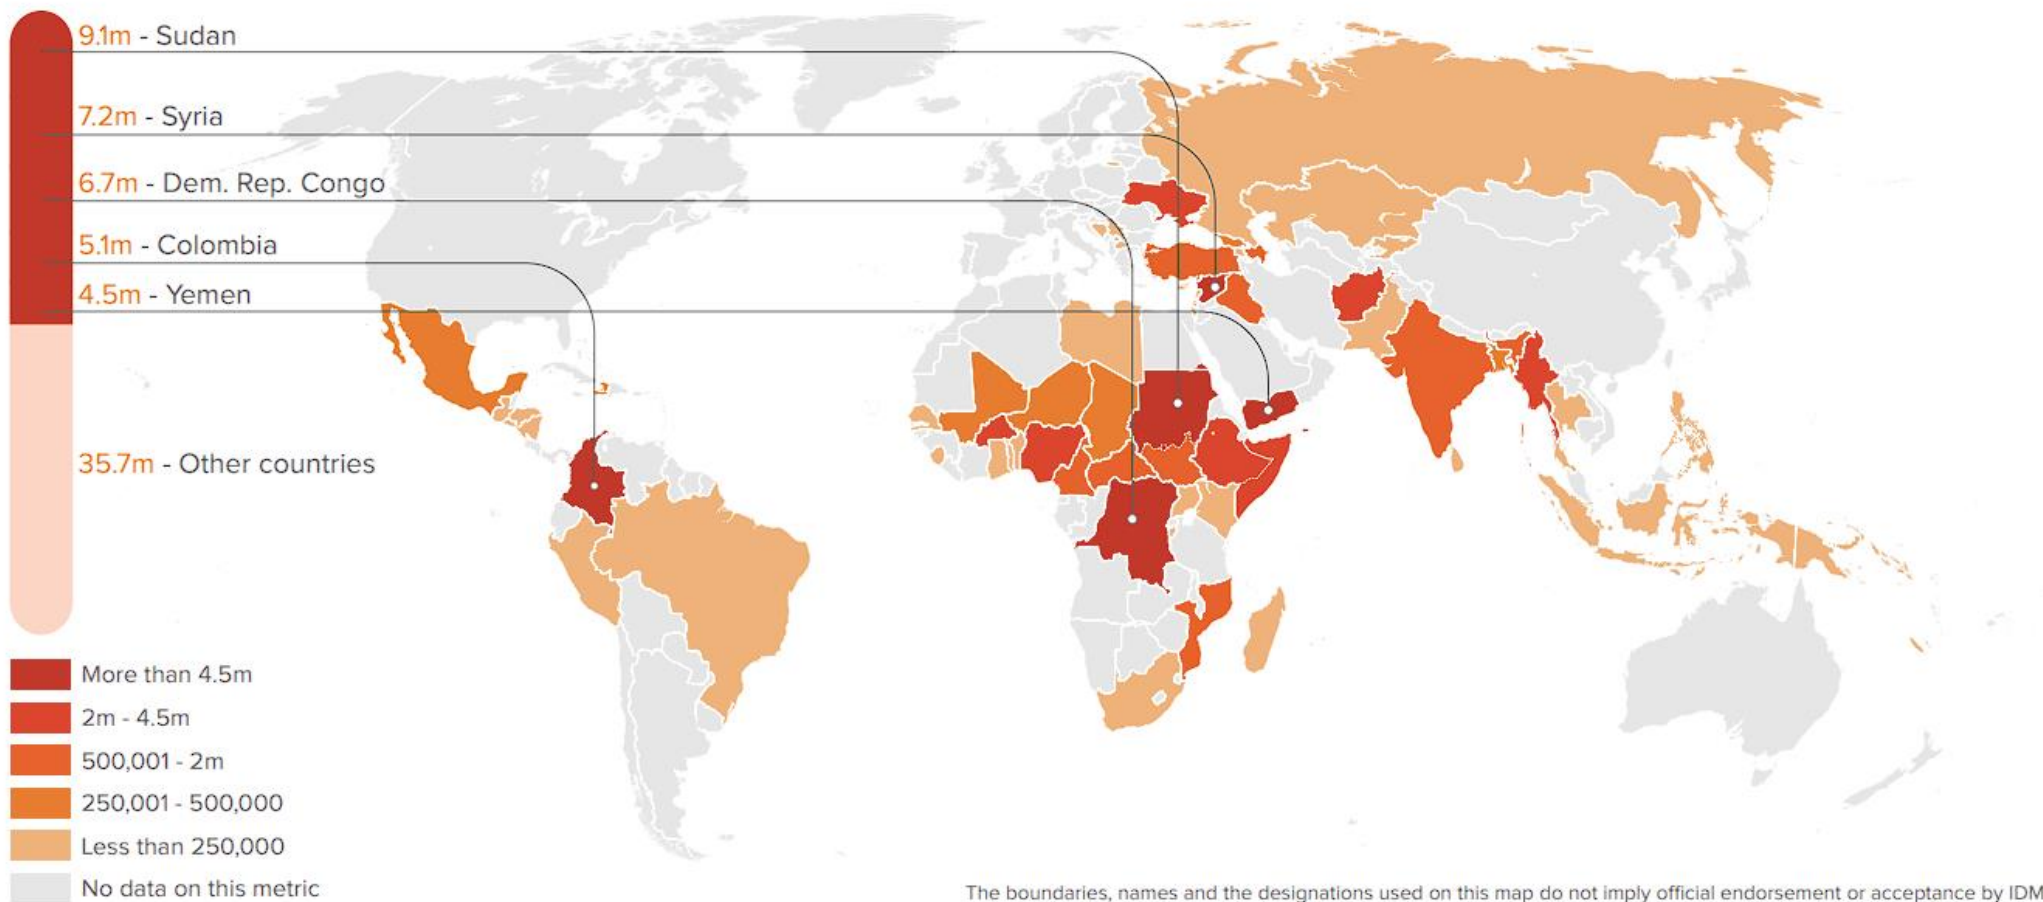 9.1m - Sudan
7.2m - Syria
6.7m - Dem. Rep. Congo
5.1m - Colombia
4.5m - Yemen
35.7m - Other countries
More than 4.5m
2m - 4.5m
500,001 - 2m
250,001 - 500,000
Less than 250,000
No data on this metric
The boundaries, names and the designations used on this map do not imply official endorsement or acceptance by IDM